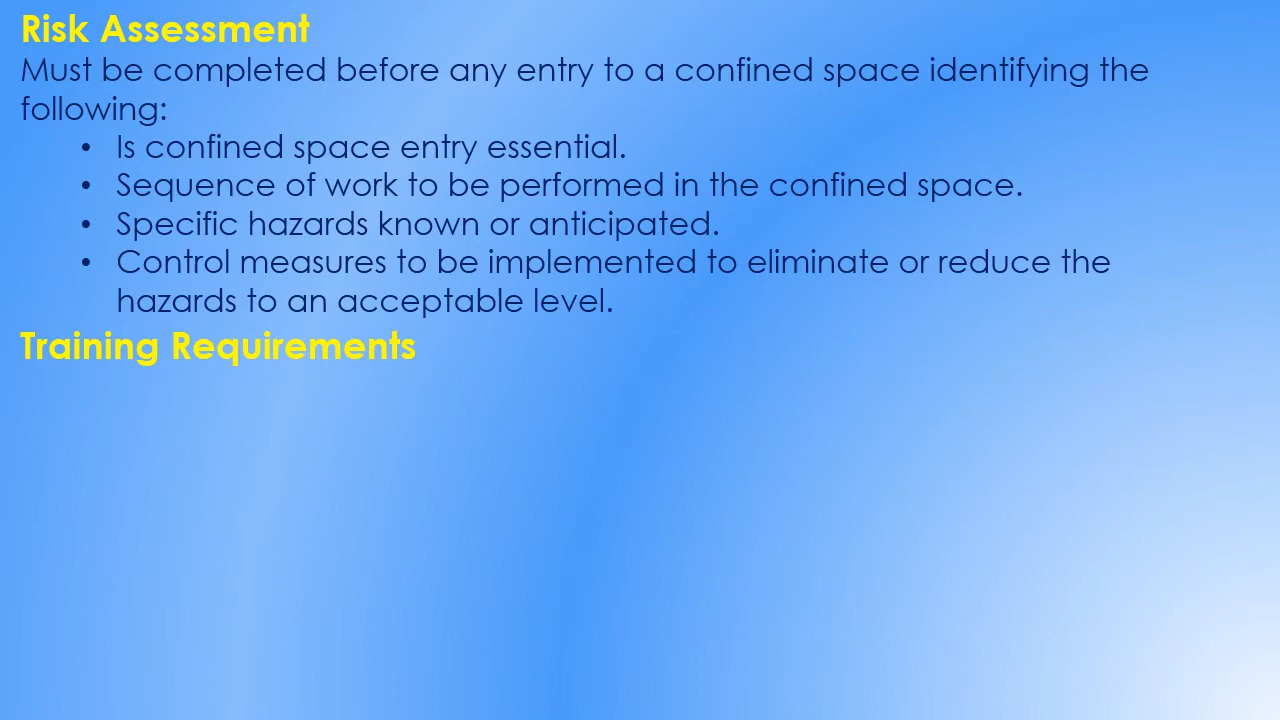 Risk Assessment
Must be completed before any entry to a confined space identifying the
following:
• Is confined space entry essential.
• Sequence of work to be performed in the confined space.
• Specific hazards known or anticipated.
• Control measures to be implemented to eliminate or reduce the
hazards to an acceptable level.
Training Requirements